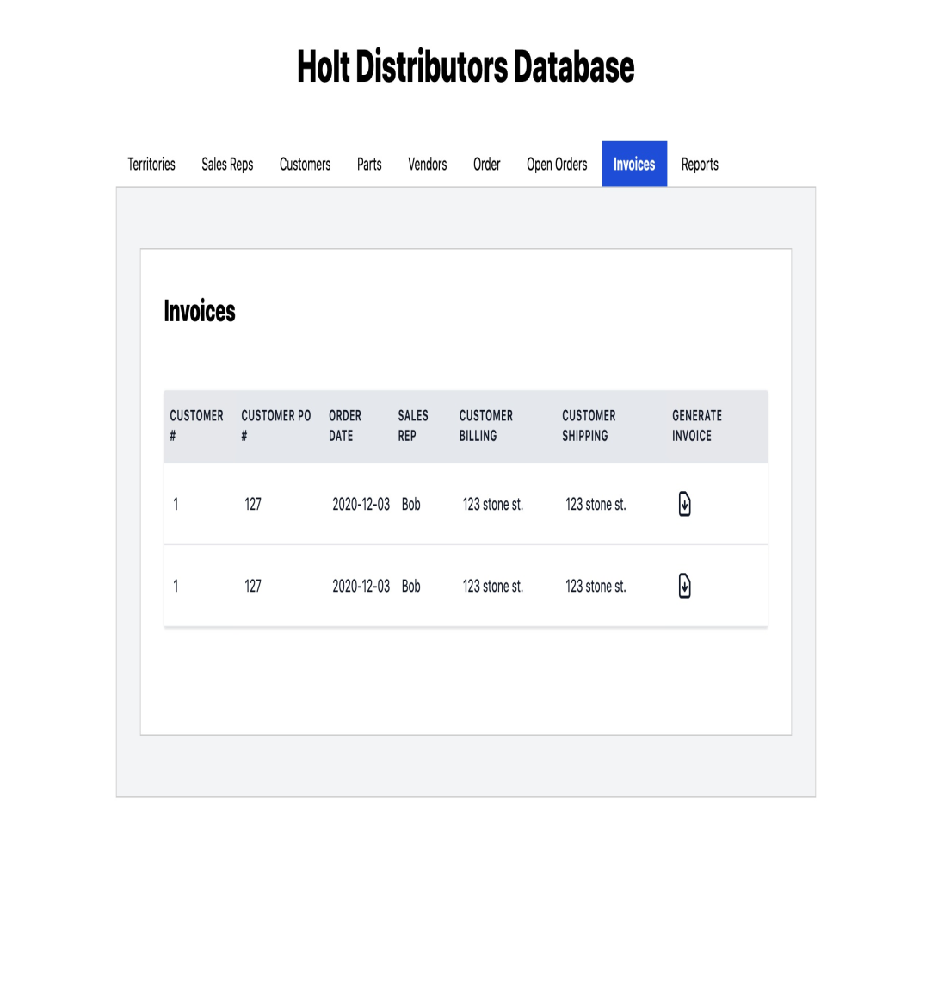 Holt Distributors Database
Territories Sales Reps Customers Parts Vendors Order Open Orders Invoices Reports
Invoices
CUSTOMER CUSTOMER PO ORDER SALES CUSTOMER CUSTOMER GENERATE
# # DATE REP BILLING SHIPPING INVOICE
1 127 2020-12-03 Bob 123 stone st. 123 stone st.
1 127 2020-12-03 Bob 123 stone st. 123 stone st.